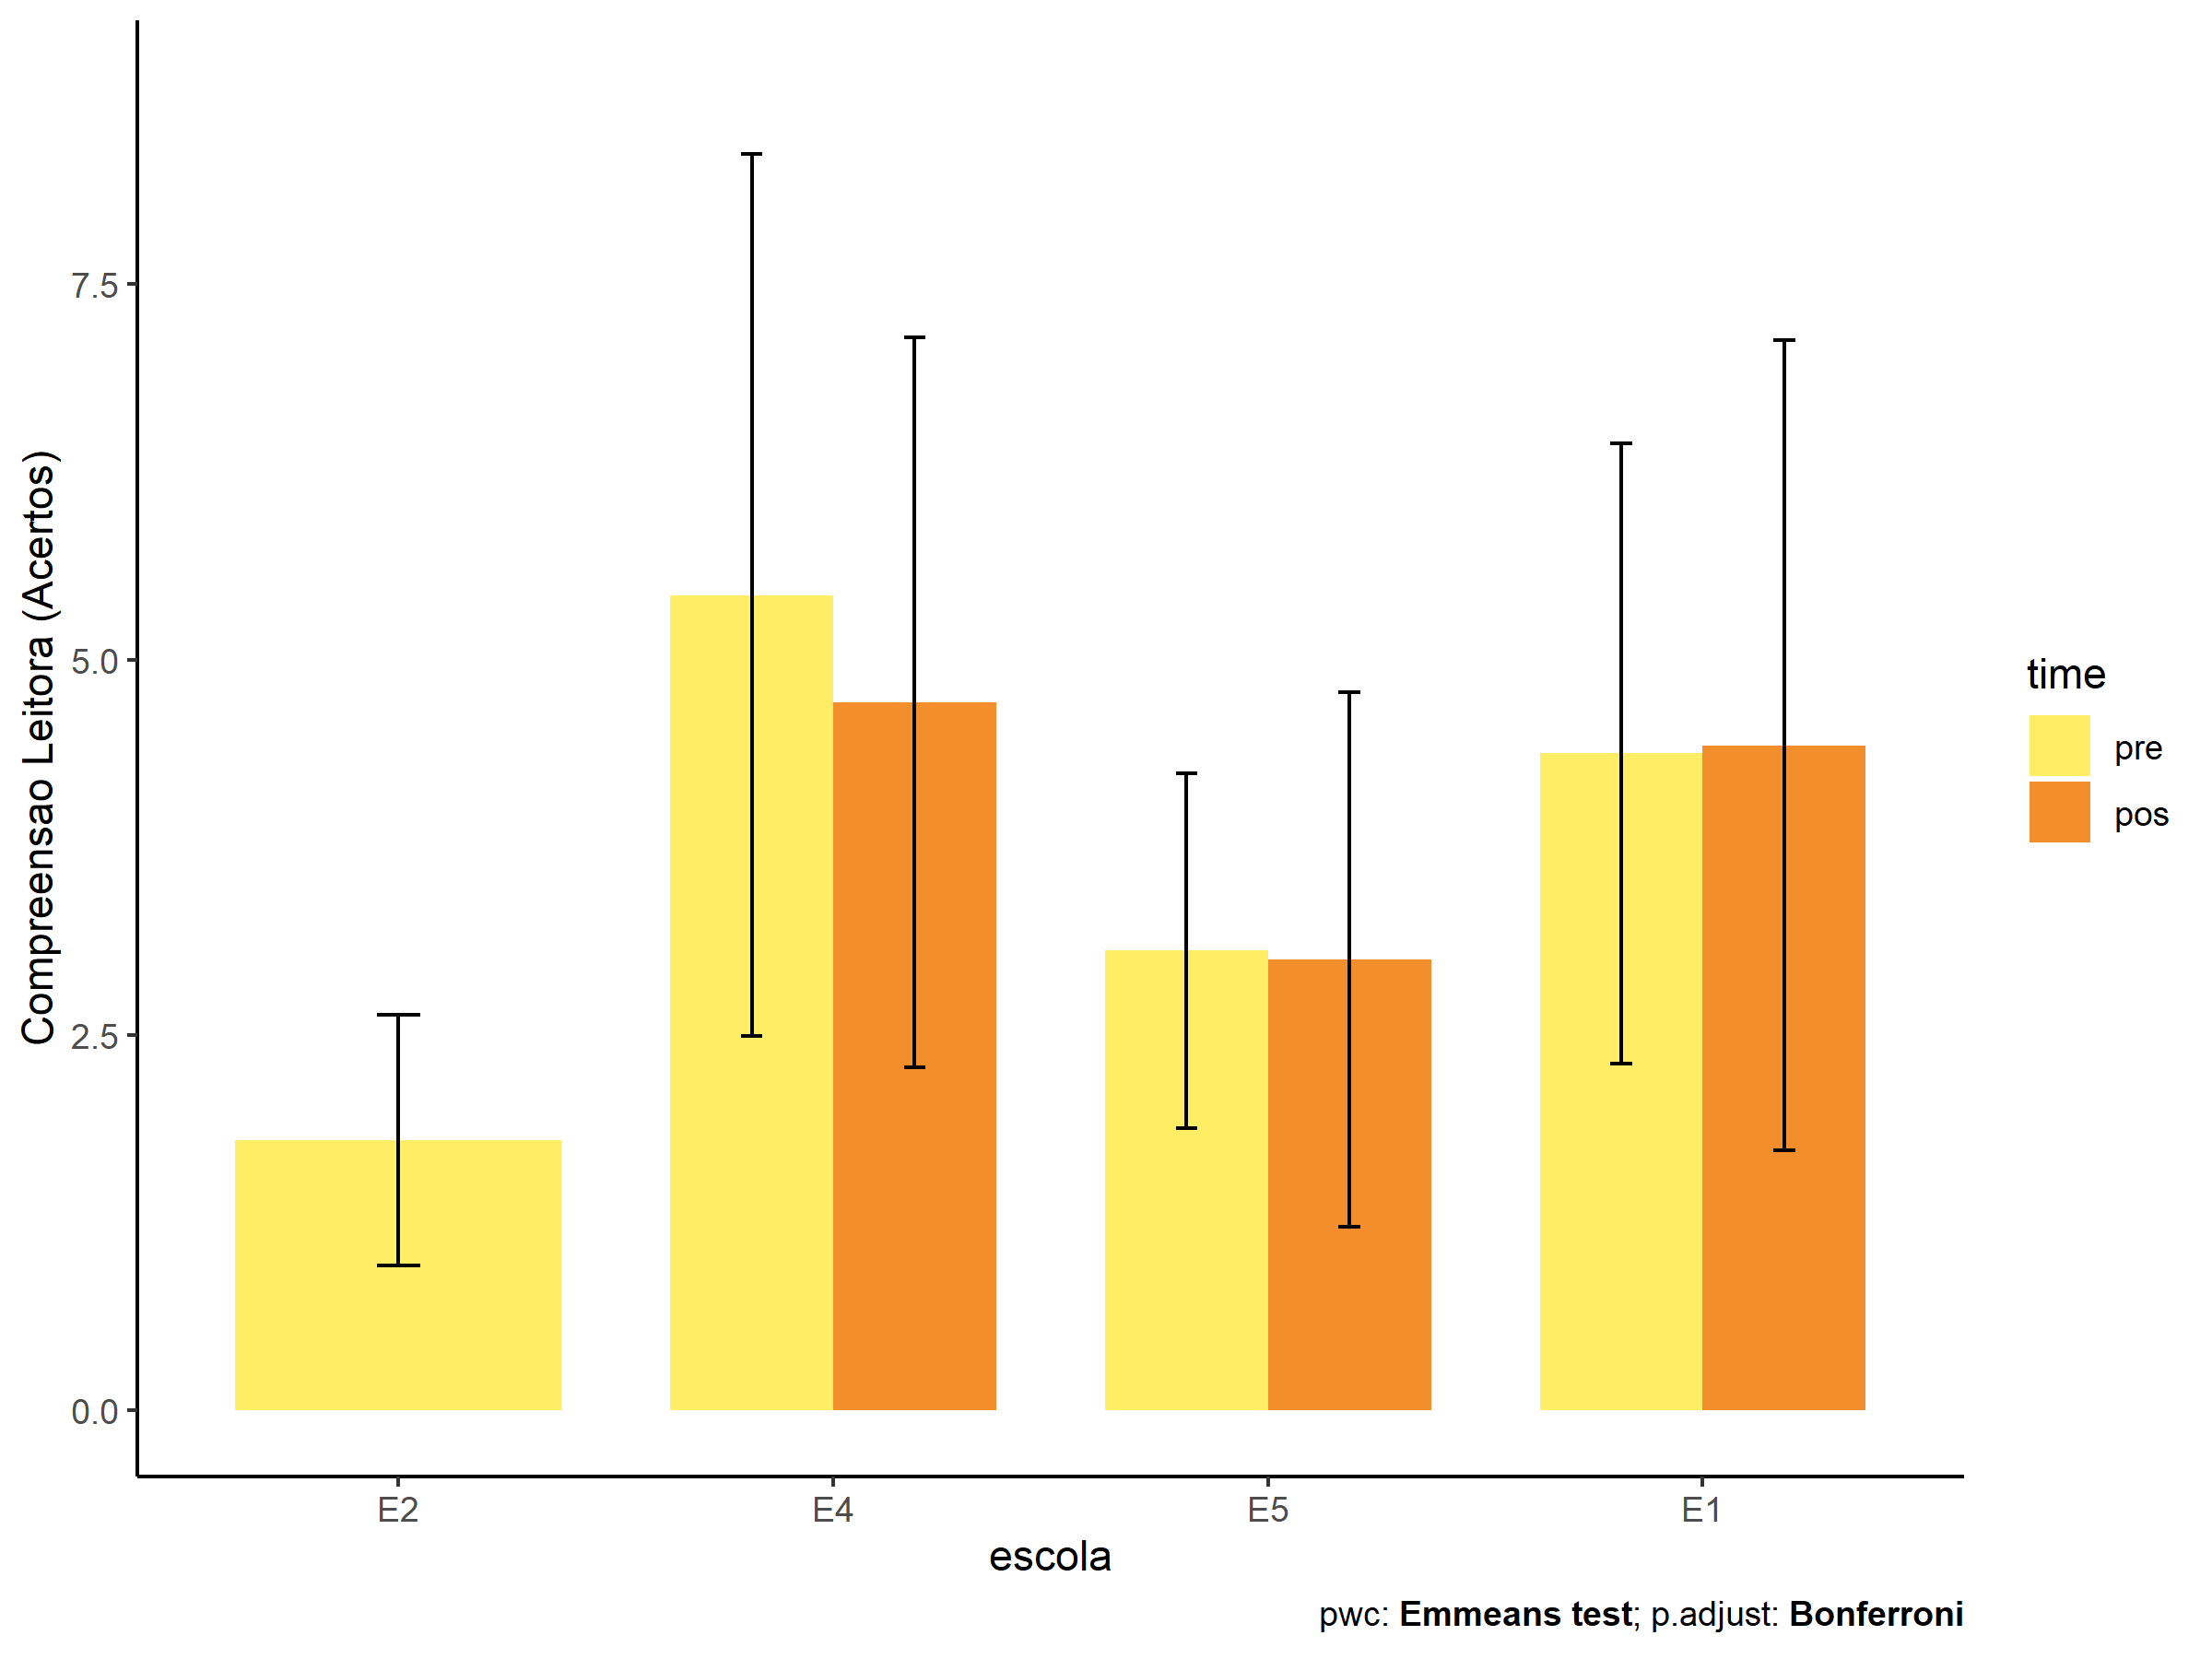 Compreensao Leitora (Acertos)
7.5
5.0
2.5
0.0
E2
E4
E5
E1
escola
time
pre
pos
pwc: Emmeans test; p.adjust: Bonferroni